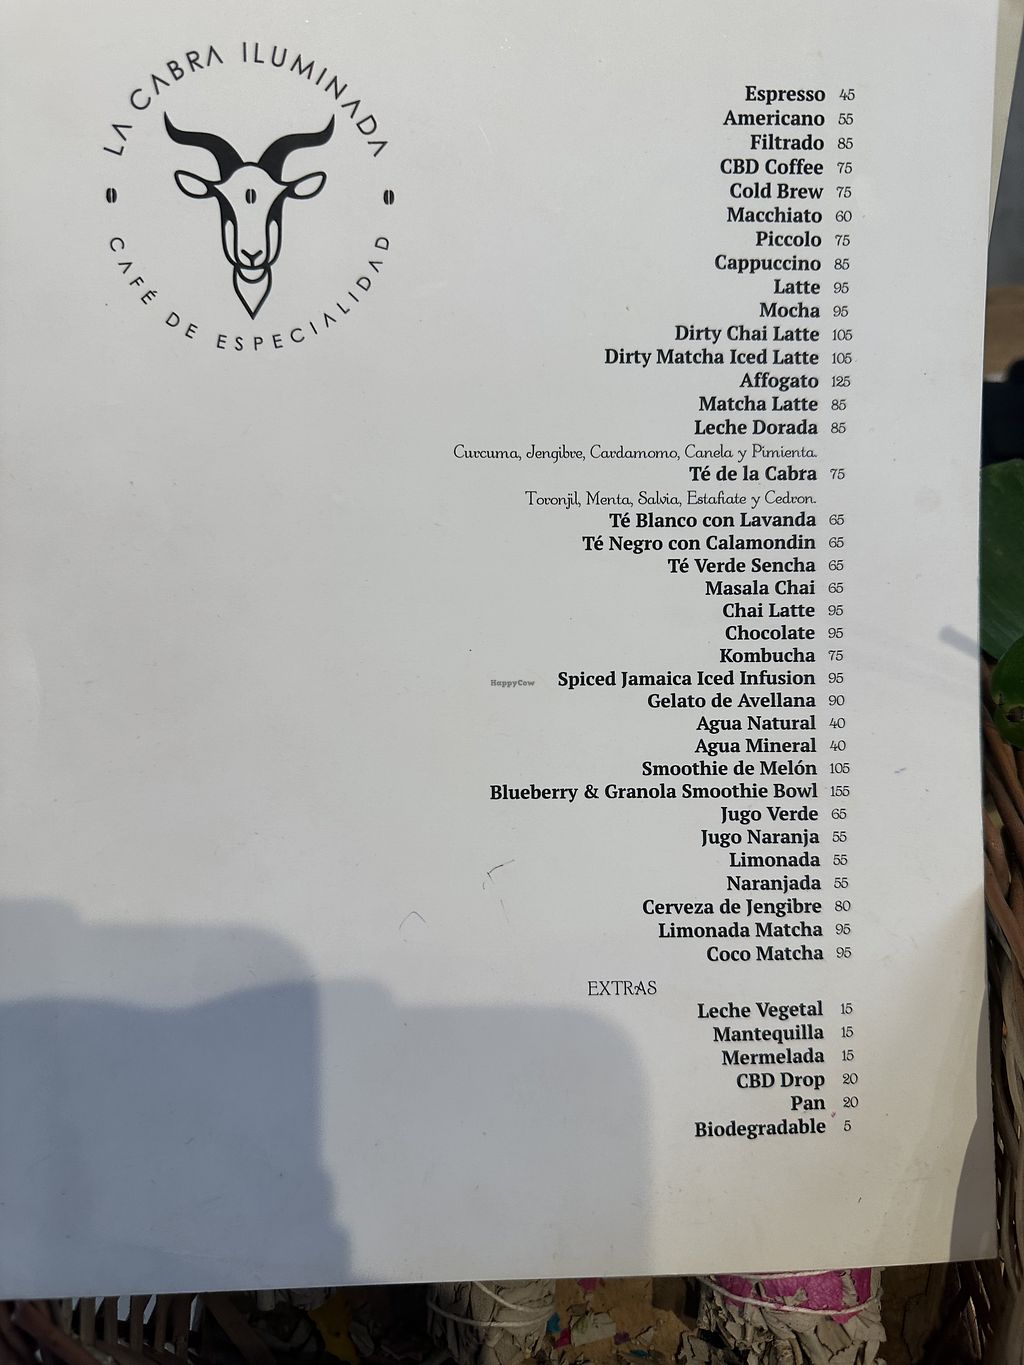 LA CABRA ILUMINADA
CAFÉ DE ESPECIALIDAD
Espresso 45
Americano 55
Filtrado 85
CBD Coffee 75
Cold Brew 75
Macchiato 60
Piccolo 75
Cappuccino 85
Latte 95
Mocha 95
Dirty Chai Latte 105
Dirty Matcha Iced Latte 105
Affogato 125
Matcha Latte 85
Leche Dorada 85
Curcuma, Jengibre, Cardamomo, Canela y Pimienta.
Té de la Cabra 75
Toronjil, Menta, Salvia, Estafiate y Cedron.
Té Blanco con Lavanda 65
Té Negro con Calamondin 65
Té Verde Sencha 65
Masala Chai 65
Chai Latte 95
Chocolate 95
Kombucha 75
HappyCow
Spiced Jamaica Iced Infusion 95
Gelato de Avellana 90
Agua Natural 40
Agua Mineral 40
Smoothie de Melón 105
Blueberry & Granola Smoothie Bowl 155
Jugo Verde 65
Jugo Naranja 55
Limonada 55
Naranjada 55
Cerveza de Jengibre 80
Limonada Matcha 95
Coco Matcha 95
EXTRAS
Leche Vegetal 15
Mantequilla 15
Mermelada 15
CBD Drop 20
Pan 20
Biodegradable 5